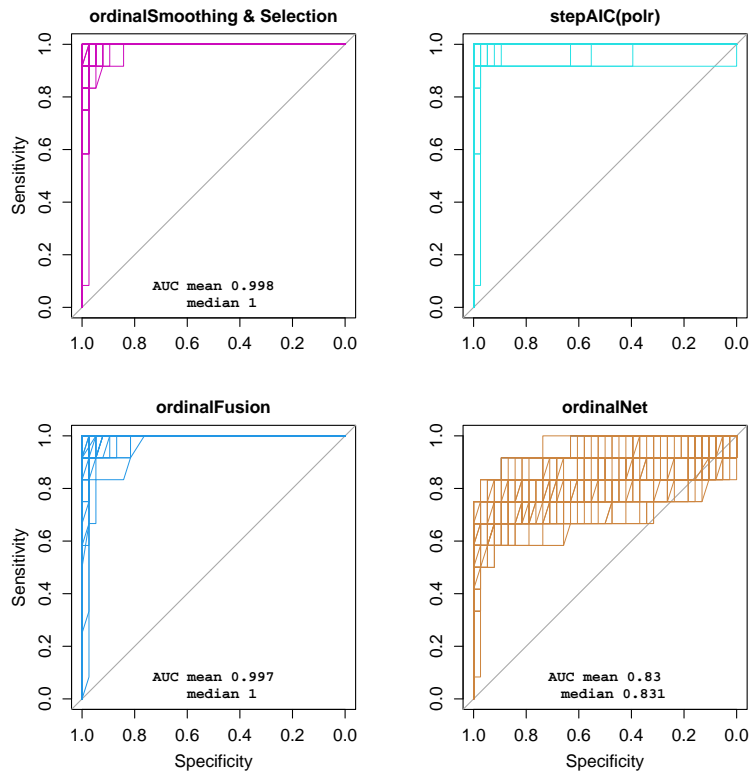 ordinalSmoothing & Selection
Sensitivity
1.0
0.8
0.6
0.4
0.2
0.0
AUC mean 0.998
median 1
1.0 0.8 0.6 0.4 0.2 0.0
stepAIC(polr)
1.0
0.8
0.6
0.4
0.2
0.0
1.0 0.8 0.6 0.4 0.2 0.0
ordinalFusion
Sensitivity
1.0
0.8
0.6
0.4
0.2
0.0
AUC mean 0.997
median 1
1.0 0.8 0.6 0.4 0.2 0.0
Specificity
ordinalNet
1.0
0.8
0.6
0.4
0.2
0.0
AUC mean 0.83
median 0.831
1.0 0.8 0.6 0.4 0.2 0.0
Specificity